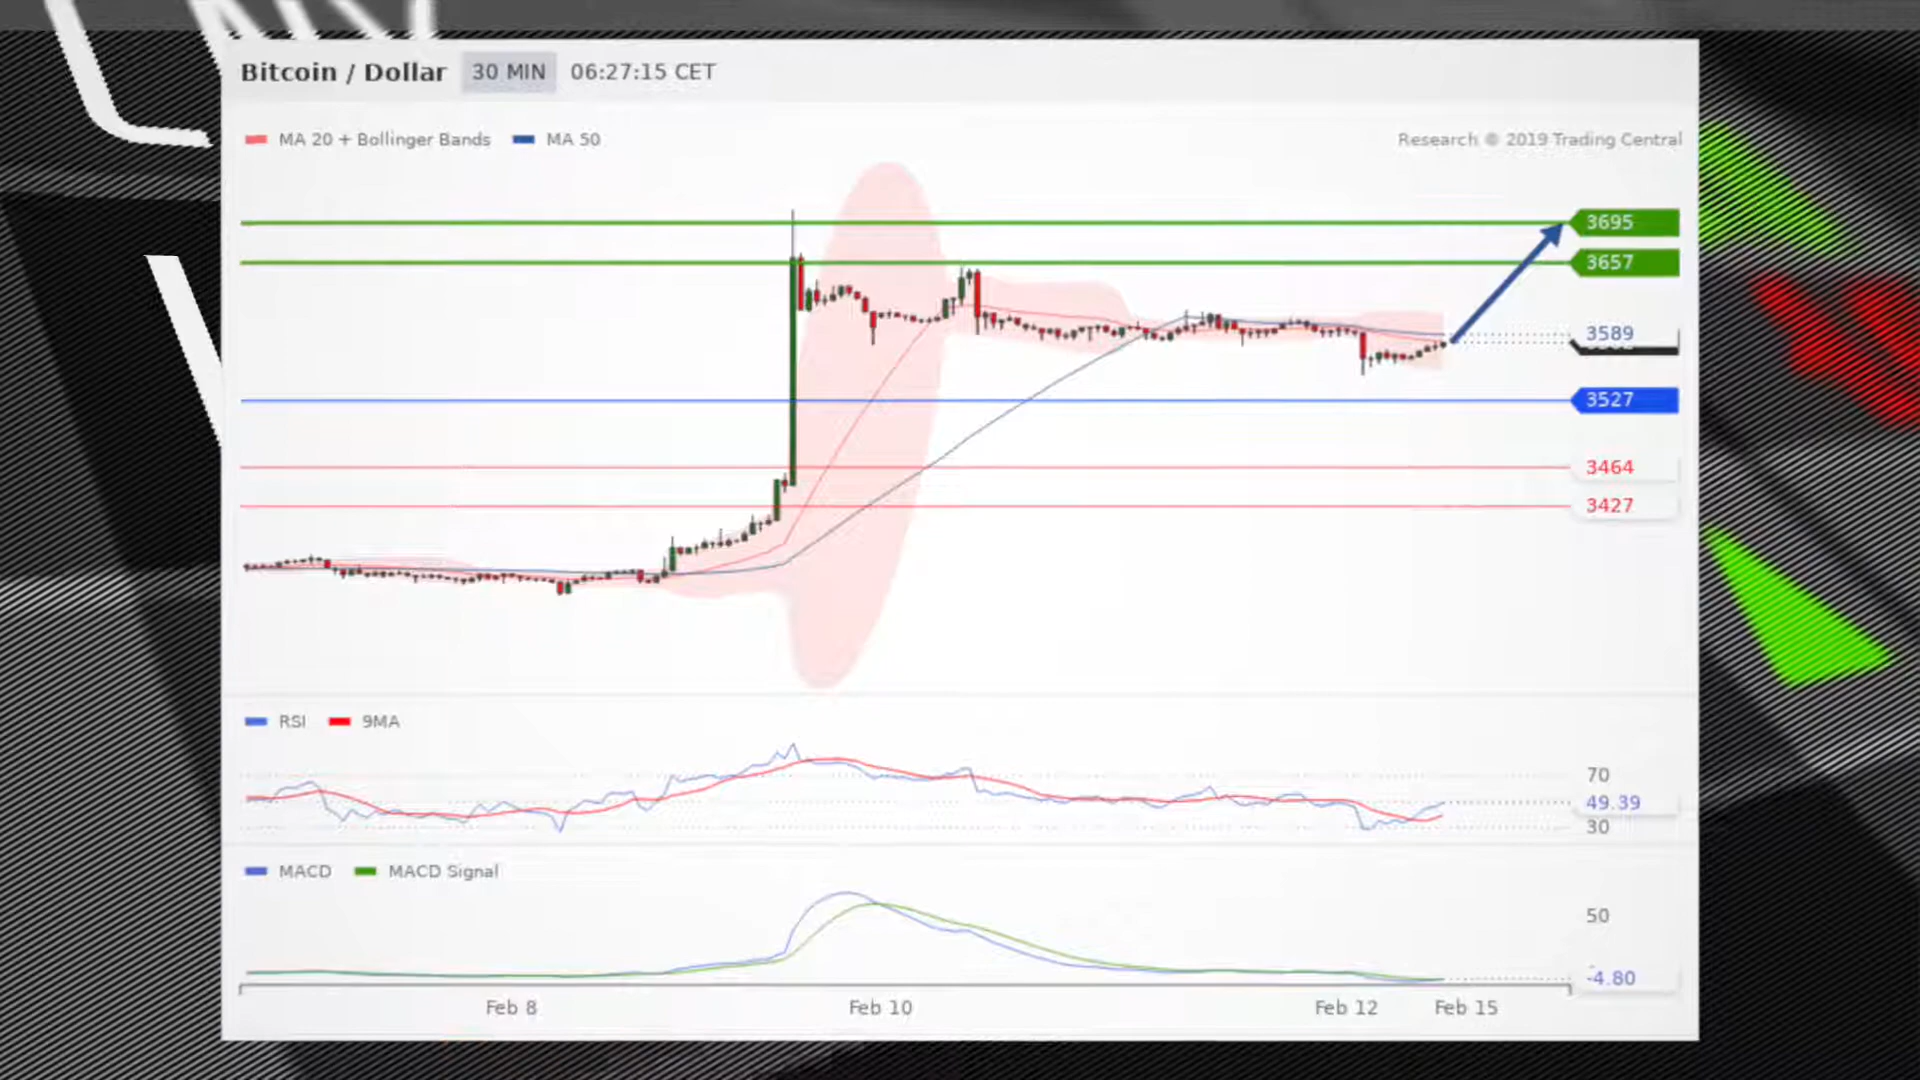 Bitcoin / Dollar 30 MIN 06:27:15 CET
MA 20 + Bollinger Bands MA 50 Research © 2019 Trading Central
3695
3657
3589
3527
3464
3427
RSI 9MA
70
49.39
30
MACD MACD Signal
50
-4.80
Feb 8 Feb 10 Feb 12 Feb 15